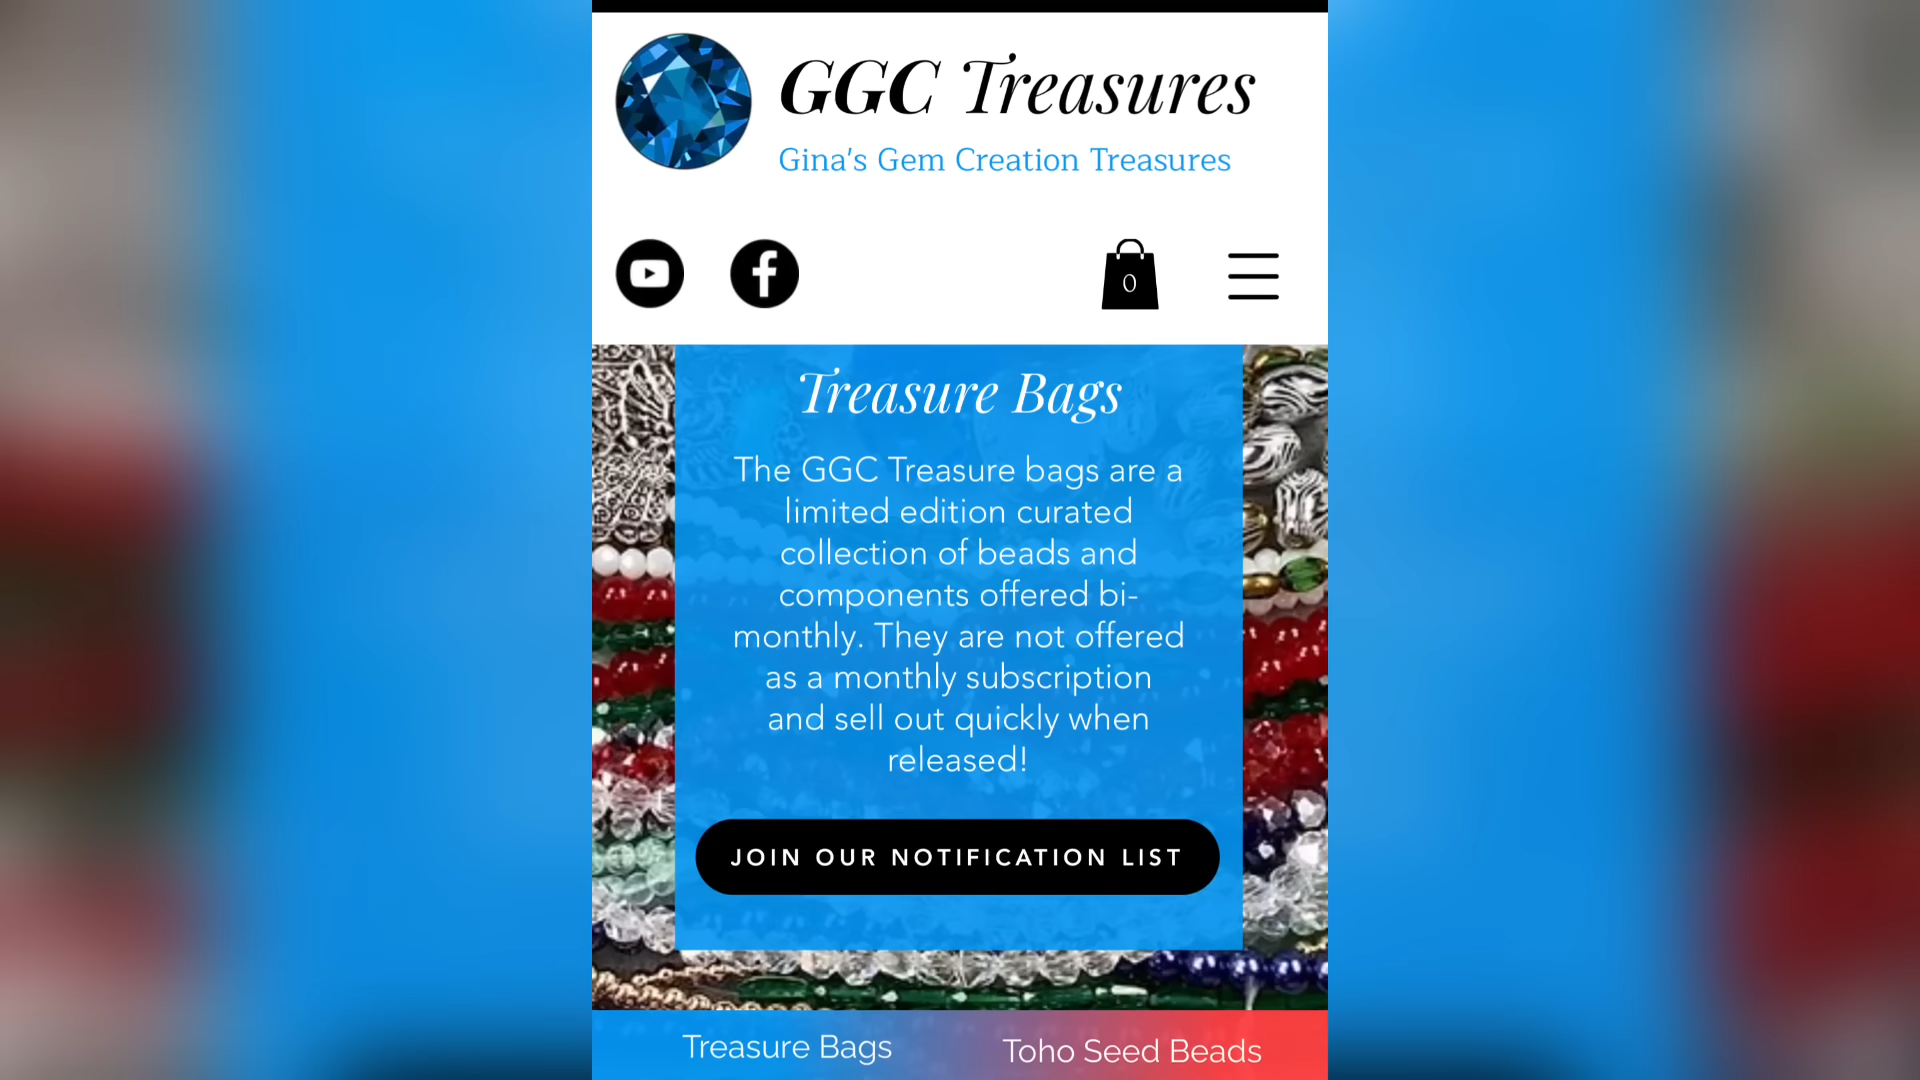 GGC Treasures
Gina's Gem Creation Treasures
0
Treasure Bags
The GGC Treasure bags are a
limited edition curated
collection of beads and
components offered bi-
monthly. They are not offered
as a monthly subscription
and sell out quickly when
released!
JOIN OUR NOTIFICATION LIST
Treasure Bags
Toho Seed Beads